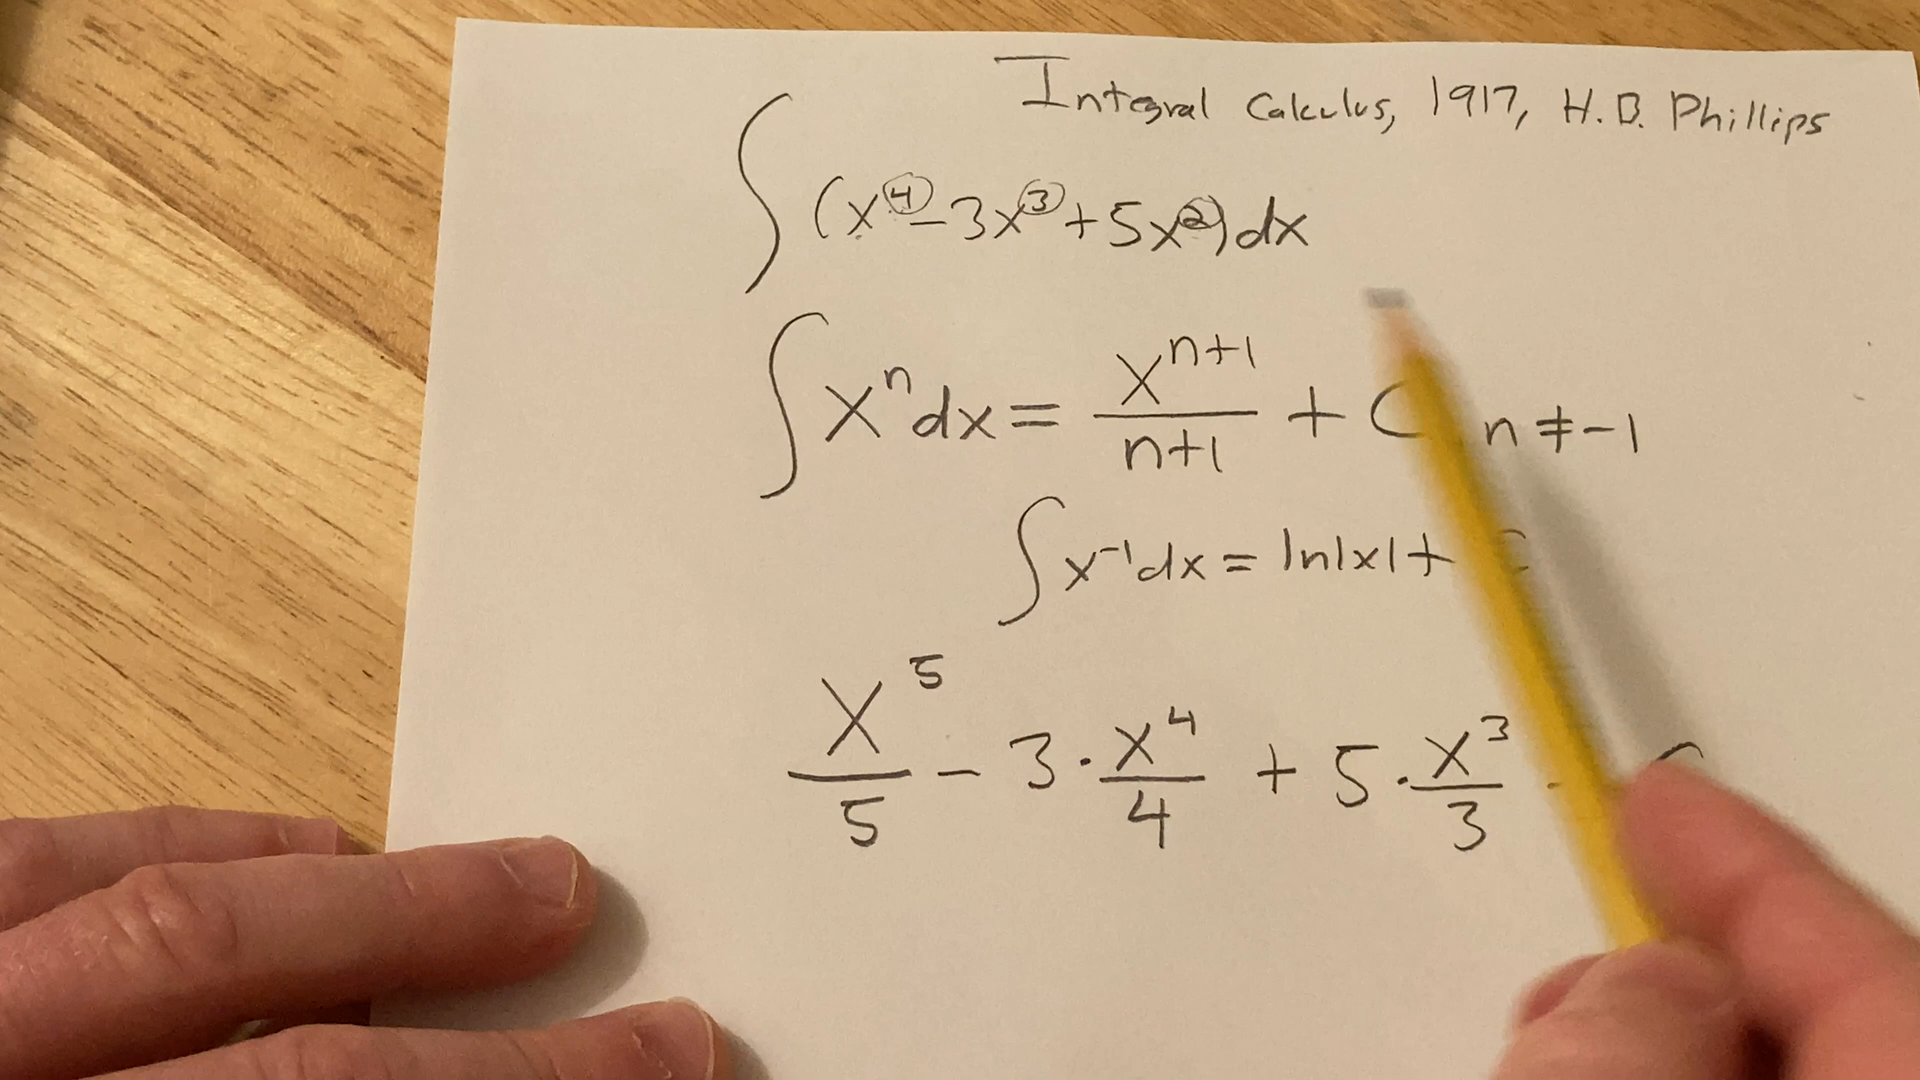 Integral Calculus, 1917, H.B. Phillips
∫(x⁴-3x³+5x²)dx
∫xⁿdx = xⁿ⁺¹/n+1 + C, n≠-1
∫x⁻¹dx = ln|x| + C
x⁵/5 - 3·x⁴/4 + 5·x³/3 + C